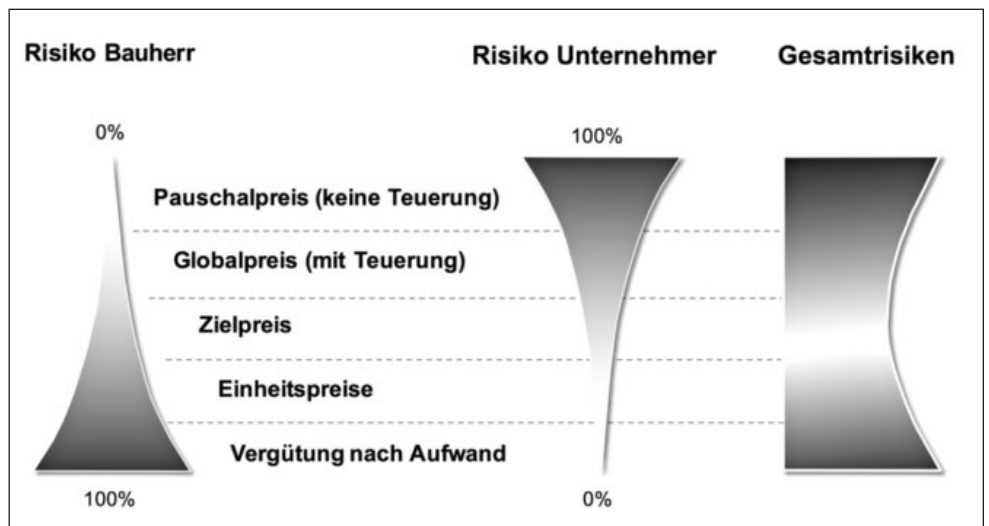 Risiko Bauherr
Risiko Unternehmer
Gesamtrisiken
0%
100%
Pauschalpreis (keine Teuerung)
Globalpreis (mit Teuerung)
Zielpreis
Einheitspreise
Vergütung nach Aufwand
100%
0%